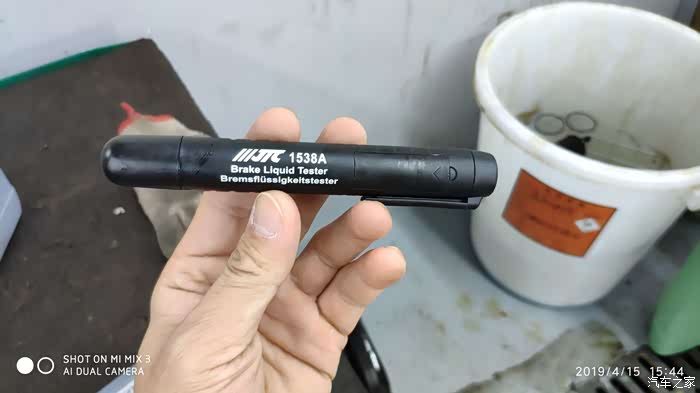 JTC 1538A
Brake Liquid Tester
Bremsflüssigkeitstester
SHOT ON MI MIX 3
AI DUAL CAMERA
2019/4/15 15:44
汽车之家